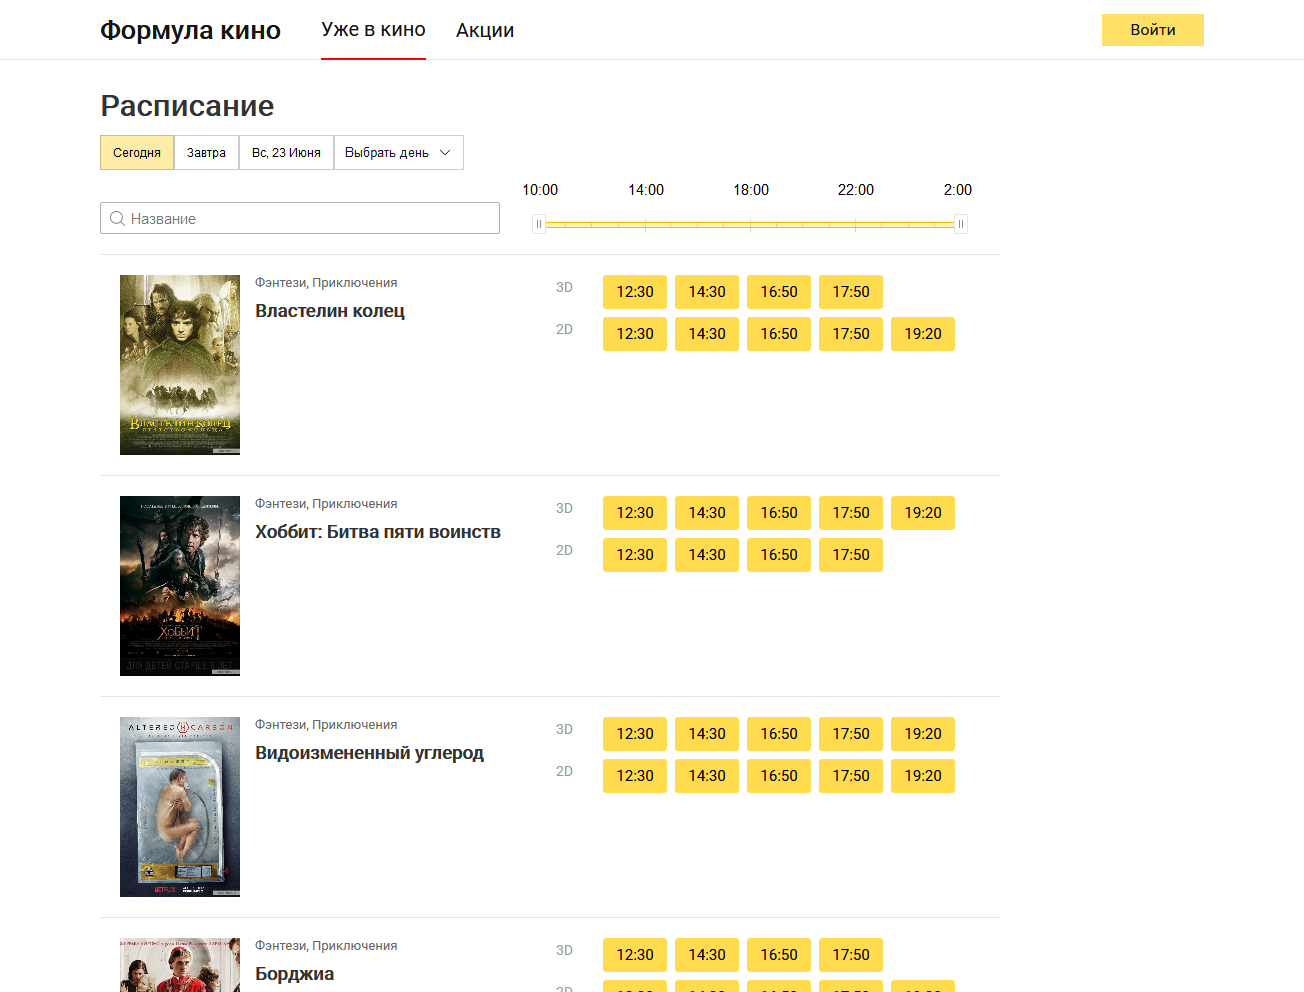 Формула кино Уже в кино Акции Войти
Расписание
Сегодня Завтра Вс, 23 Июня Выбрать день
10:00 14:00 18:00 22:00 2:00
Название
Фэнтези, Приключения
Властелин колец
3D 12:30 14:30 16:50 17:50
2D 12:30 14:30 16:50 17:50 19:20
Властелин Колец
Фэнтези, Приключения
Хоббит: Битва пяти воинств
3D 12:30 14:30 16:50 17:50 19:20
2D 12:30 14:30 16:50 17:50
ХОББИТ
ДЛЯ ДЕТЕЙ СТАРШЕ 6 ЛЕТ
Фэнтези, Приключения
Видоизмененный углерод
3D 12:30 14:30 16:50 17:50 19:20
2D 12:30 14:30 16:50 17:50 19:20
ALTERED CARBON
NETFLIX
Фэнтези, Приключения
Борджиа
3D 12:30 14:30 16:50 17:50